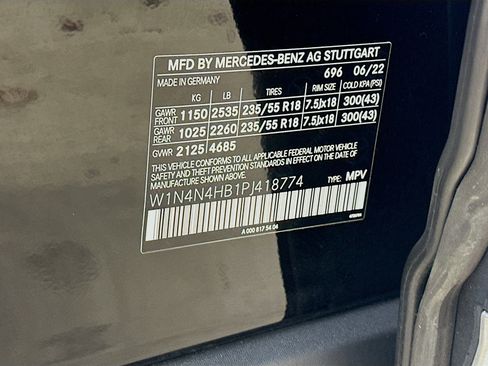 MFD BY MERCEDES-BENZ AG STUTTGART
696 06/22
MADE IN GERMANY
KG LB TIRES RIM SIZE COLD KPA (PSI)
GAWR FRONT 1150 2535 235/55 R18 7.5Jx18 300(43)
GAWR REAR 1025 2260 235/55 R18 7.5Jx18 300(43)
GVWR 2125 4685
THIS VEHICLE CONFORMS TO ALL APPLICABLE FEDERAL MOTOR VEHICLE
SAFETY STANDARDS AND THEFT PREVENTION STANDARDS IN
EFFECT ON THE DATE OF MANUFACTURE SHOWN ABOVE.
W1N4N4HB1PJ418774 TYPE: MPV
A 000 817 54 04